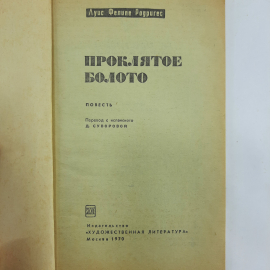 Луис Фелипе Родригес
ПРОКЛЯТОЕ
БОЛОТО
ПОВЕСТЬ
Перевод с испанского
Д. СУВОРОВОЙ
Издательство
«ХУДОЖЕСТВЕННАЯ ЛИТЕРАТУРА»
Москва 1970